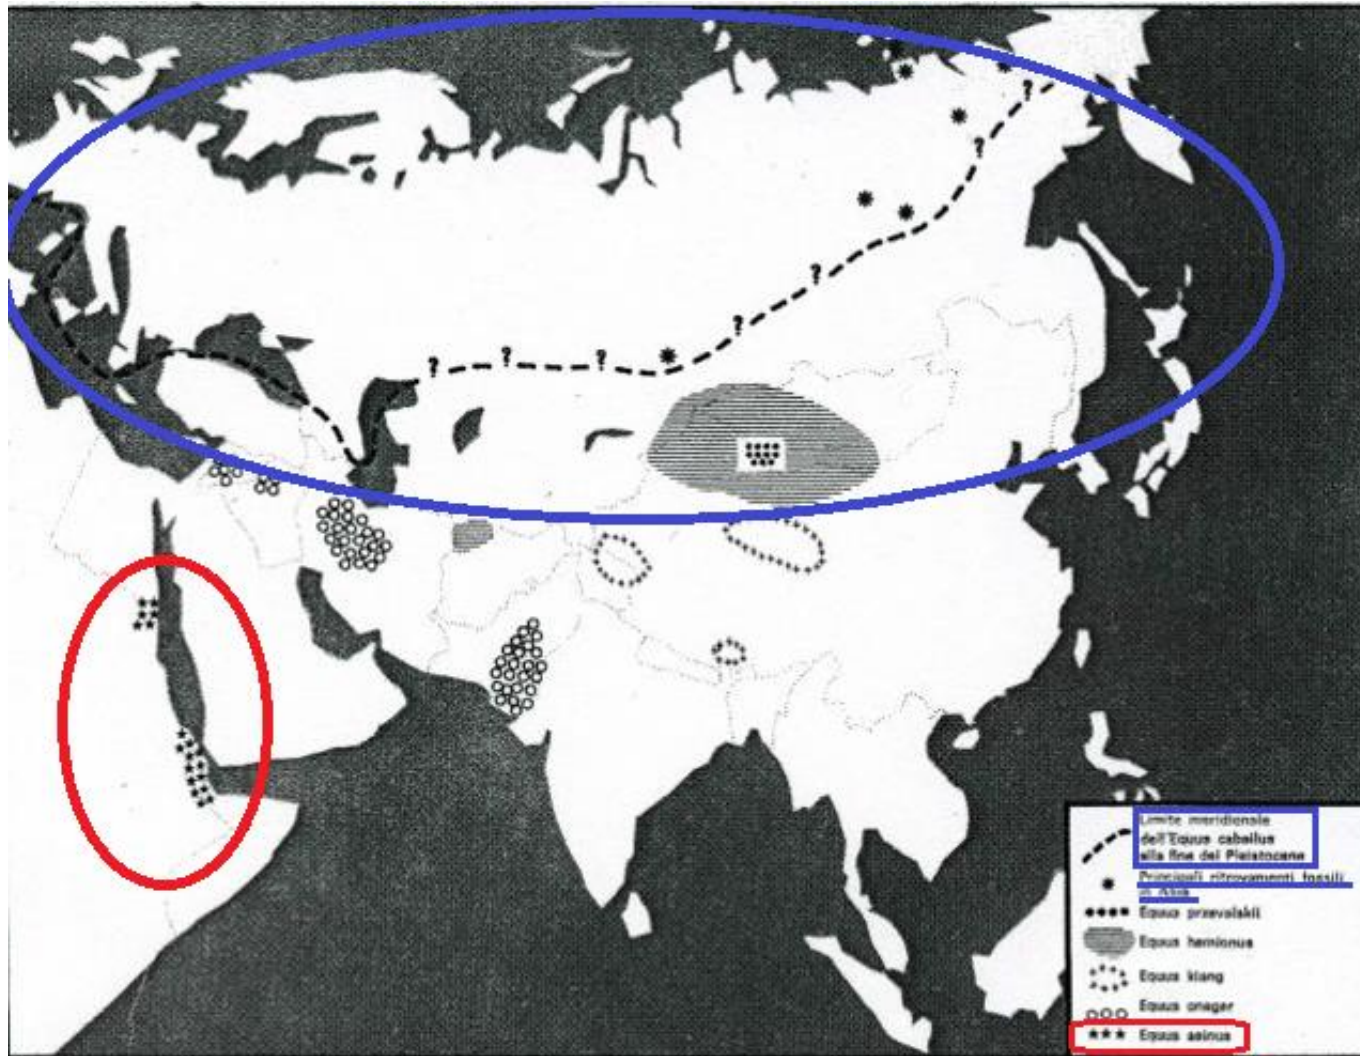 ?
?
?
?
?
?
?
?
Limite meridionale
dell'Equus caballus
alla fine del Pleistocene
Principali ritrovamenti fossili
in Asia
Equus przevalskii
Equus hemionus
Equus kiang
Equus onager
Equus asinus